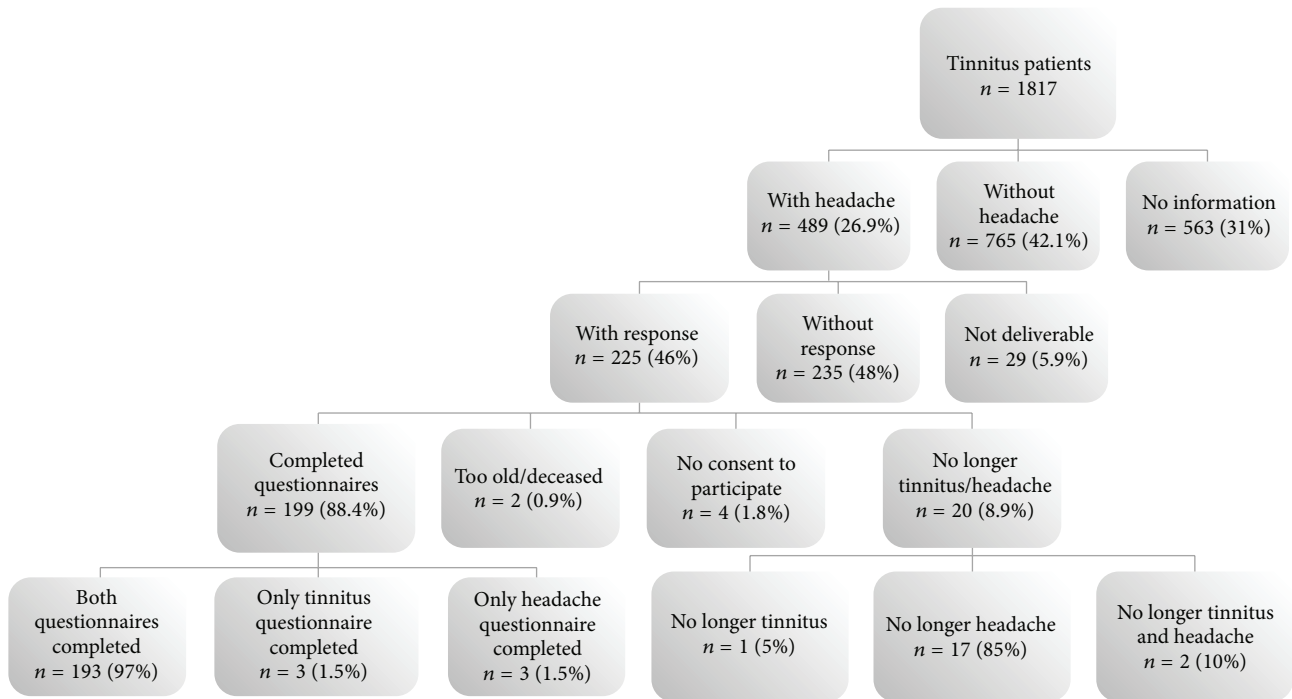 Tinnitus patients
n = 1817
With headache
n = 489 (26.9%)
Without
headache
n = 765 (42.1%)
No information
n = 563 (31%)
With response
n = 225 (46%)
Without
response
n = 235 (48%)
Not deliverable
n = 29 (5.9%)
Completed
questionnaires
n = 199 (88.4%)
Too old/deceased
n = 2 (0.9%)
No consent to
participate
n = 4 (1.8%)
No longer
tinnitus/headache
n = 20 (8.9%)
Both
questionnaires
completed
n = 193 (97%)
Only tinnitus
questionnaire
completed
n = 3 (1.5%)
Only headache
questionnaire
completed
n = 3 (1.5%)
No longer tinnitus
n = 1 (5%)
No longer headache
n = 17 (85%)
No longer tinnitus
and headache
n = 2 (10%)